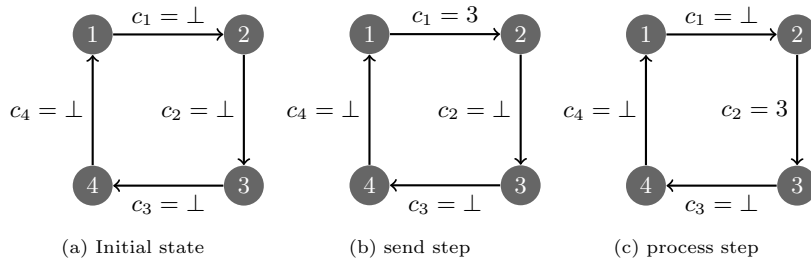 c₁ = ⊥
1
2
c₄ = ⊥
c₂ = ⊥
4
3
c₃ = ⊥
(a) Initial state
c₁ = 3
1
2
c₄ = ⊥
c₂ = ⊥
4
3
c₃ = ⊥
(b) send step
c₁ = ⊥
1
2
c₄ = ⊥
c₂ = 3
4
3
c₃ = ⊥
(c) process step